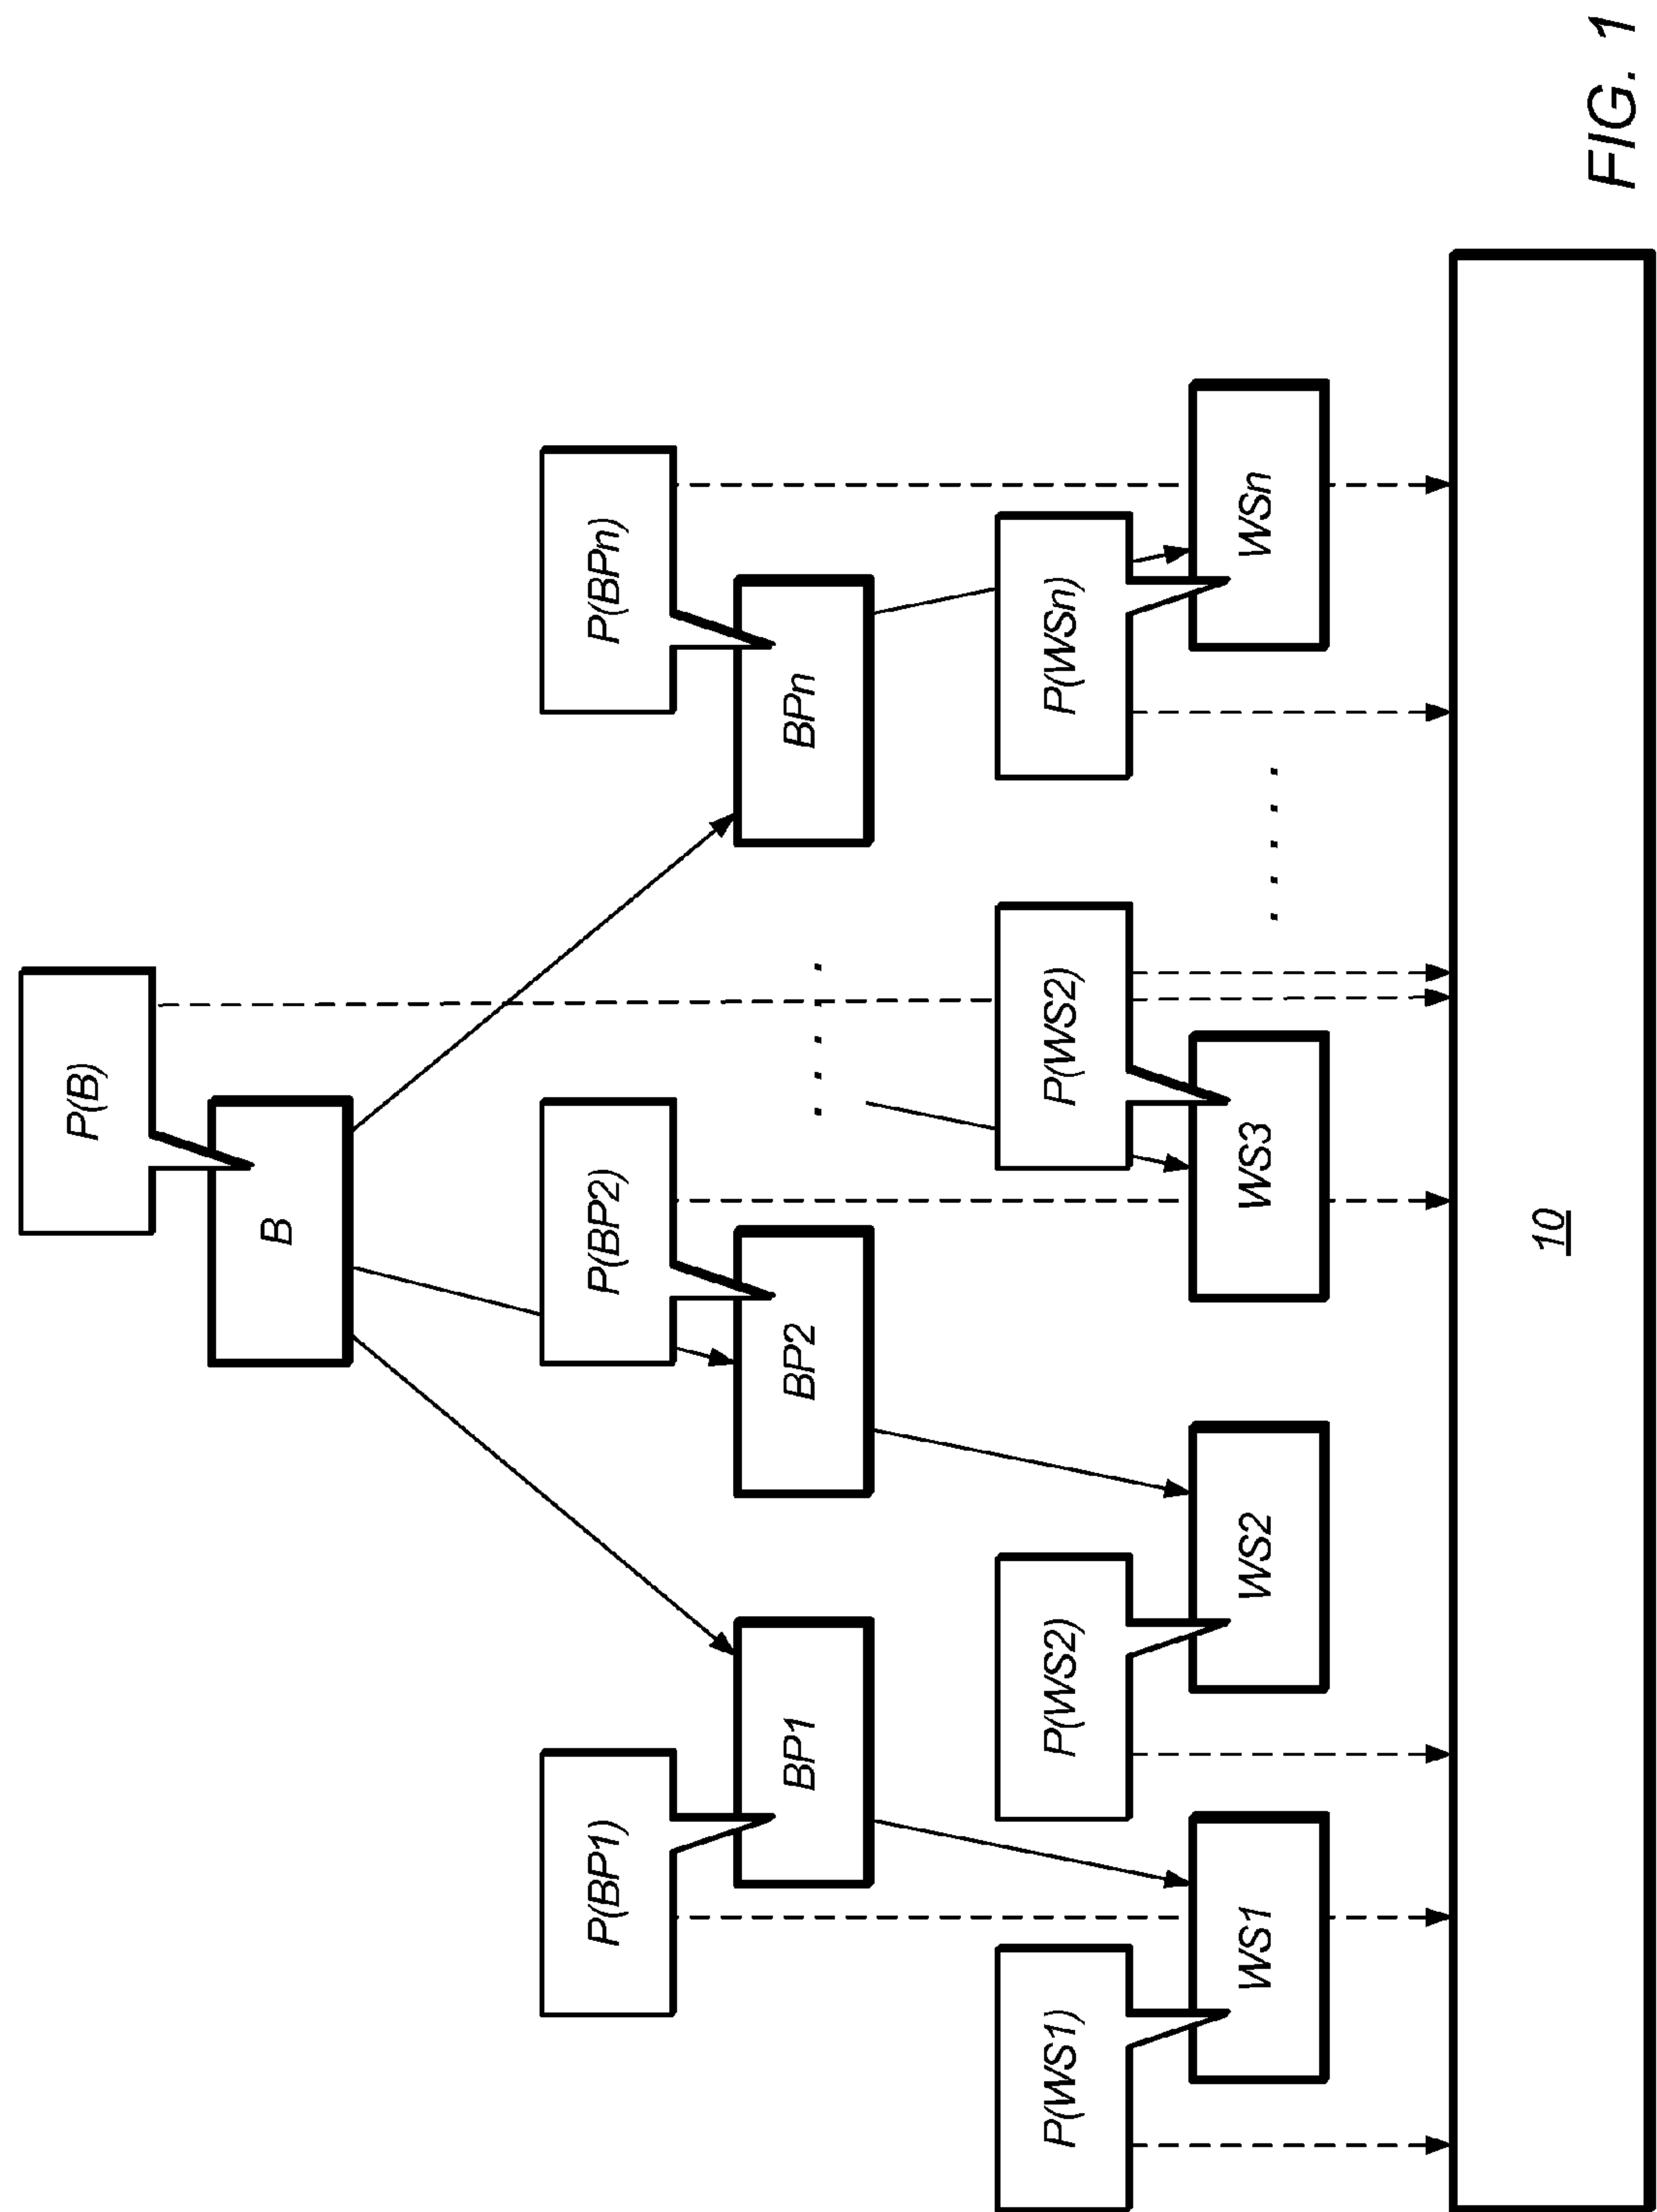 P(B)
B
P(BP1)
P(BP2)
P(BPn)
BP1
BP2
. . . . .
BPn
P(WS1)
P(WS2)
P(WS2)
P(WSn)
WS1
WS2
WS3
. . . . .
WSn
10
FIG. 1